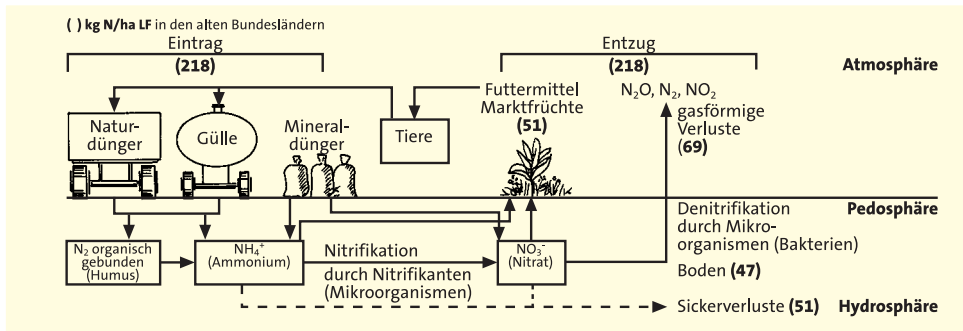 ( ) kg N/ha LF in den alten Bundesländern
Eintrag
(218)
Entzug
(218)
Atmosphäre
Natur-
dünger
Gülle
Mineral-
dünger
Tiere
Futtermittel
Marktfrüchte
(51)
N₂O, N₂, NO₂
gasförmige
Verluste
(69)
Denitrifikation
durch Mikro-
organismen (Bakterien)
Pedosphäre
N₂ organisch
gebunden
(Humus)
NH₄⁺
(Ammonium)
Nitrifikation
durch Nitrifikanten
(Mikroorganismen)
NO₃⁻
(Nitrat)
Boden (47)
Sickerverluste (51)
Hydrosphäre